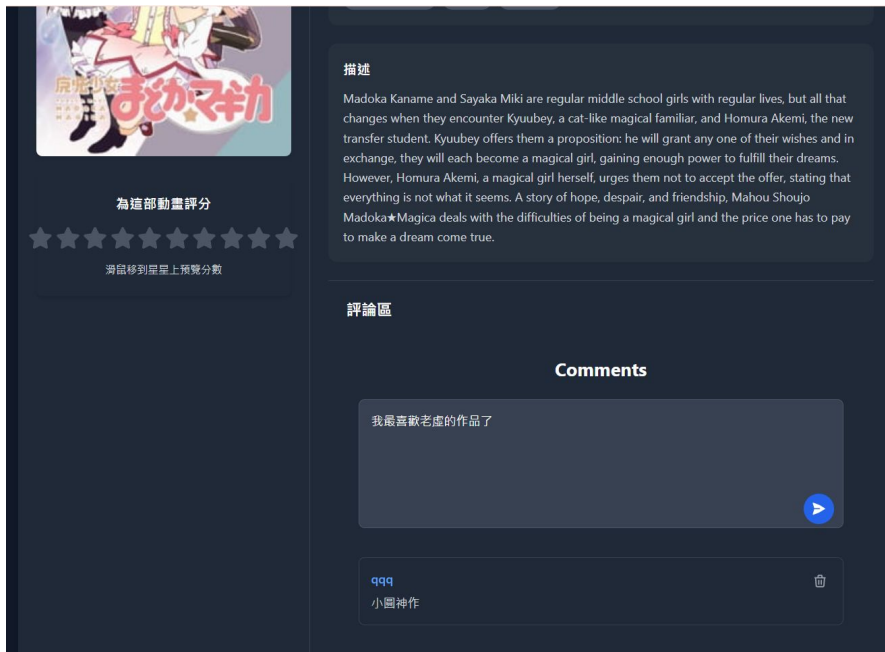 魔法少女
まどか☆マギカ
為這部動畫評分
滑鼠移到星星上預覽分數
描述
Madoka Kaname and Sayaka Miki are regular middle school girls with regular lives, but all that
changes when they encounter Kyuubey, a cat-like magical familiar, and Homura Akemi, the new
transfer student. Kyuubey offers them a proposition: he will grant any one of their wishes and in
exchange, they will each become a magical girl, gaining enough power to fulfill their dreams.
However, Homura Akemi, a magical girl herself, urges them not to accept the offer, stating that
everything is not what it seems. A story of hope, despair, and friendship, Mahou Shoujo
Madoka★Magica deals with the difficulties of being a magical girl and the price one has to pay
to make a dream come true.
評論區
Comments
我最喜歡老虛的作品了
qqq
小圓神作